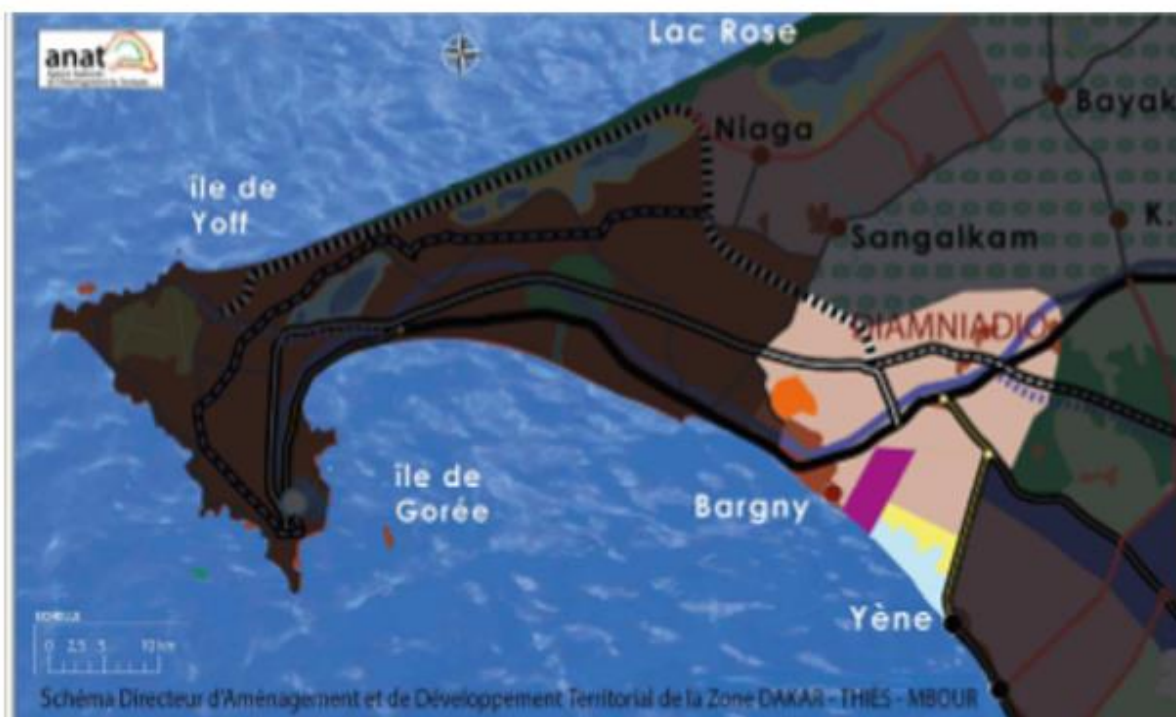 anat
Lac Rose
Bayak
Niaga
île de
Yoff
K
Sangalkam
DIAMNIADIO
île de
Gorée
Bargny
Yène
ECHELLE
0 2,5 5 10 km
Schéma Directeur d'Aménagement et de Développement Territorial de la Zone DAKAR - THIES - MBOUR